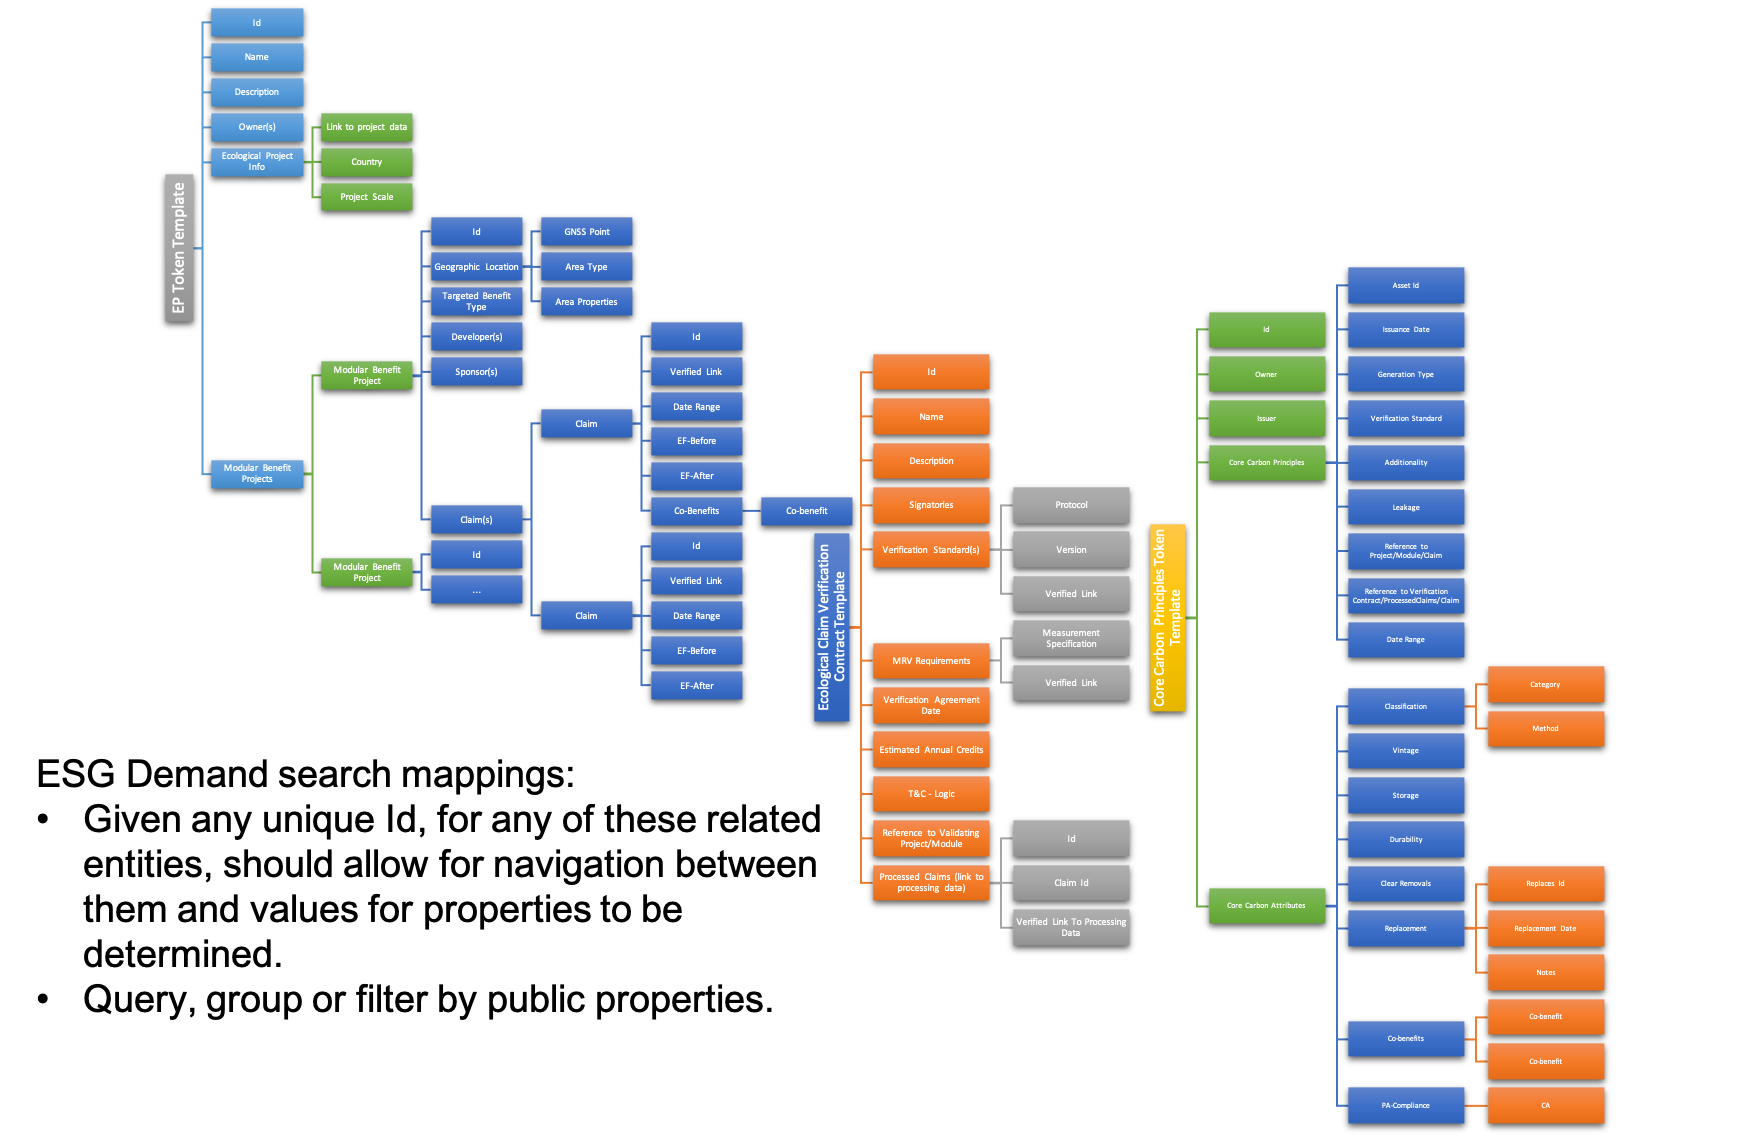 EP Token Template
Id
Name
Description
Owner(s)
Ecological Project
Info
Link to project data
Country
Project Scale
Modular Benefit
Projects
Modular Benefit
Project
Id
Geographic Location
GNSS Point
Area Type
Area Properties
Targeted Benefit
Type
Developer(s)
Sponsor(s)
Claim(s)
Claim
Id
Verified Link
Date Range
EF-Before
EF-After
Co-Benefits
Co-benefit
Claim
Id
Verified Link
Date Range
EF-Before
EF-After
Modular Benefit
Project
Id
...
Ecological Claim Verification
Contract Template
Id
Name
Description
Signatories
Verification Standard(s)
Protocol
Version
Verified Link
MRV Requirements
Measurement
Specification
Verified Link
Verification Agreement
Date
Estimated Annual Credits
T&C - Logic
Reference to Validating
Project/Module
Processed Claims (link to
processing data)
Id
Claim Id
Verified Link To Processing
Data
Core Carbon Principles Token
Template
Id
Owner
Issuer
Core Carbon Principles
Asset Id
Issuance Date
Generation Type
Verification Standard
Additionality
Leakage
Reference to
Project/Module/Claim
Reference to Verification
Contract/ProcessedClaims/Claim
Date Range
Core Carbon Attributes
Classification
Category
Method
Vintage
Storage
Durability
Clear Removals
Replacement
Replaces Id
Replacement Date
Notes
Co-benefits
Co-benefit
Co-benefit
PA-Compliance
CA
ESG Demand search mappings:
• Given any unique Id, for any of these related
entities, should allow for navigation between
them and values for properties to be
determined.
• Query, group or filter by public properties.